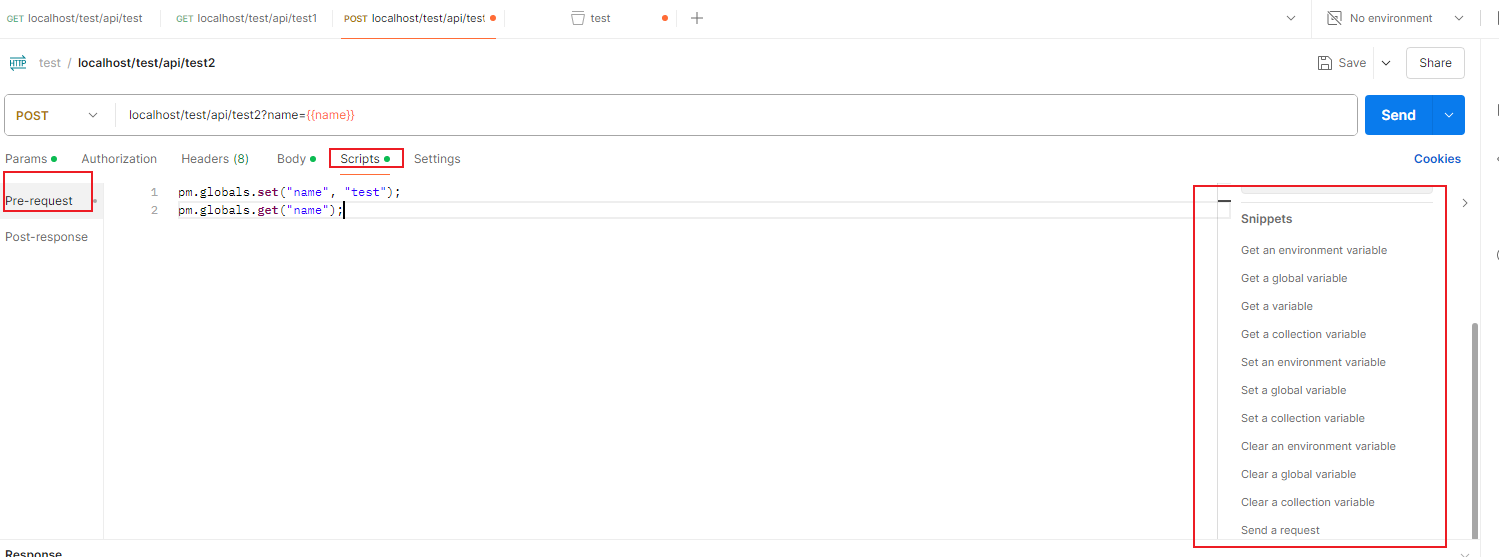 GET localhost/test/api/test GET localhost/test/api/test1 POST localhost/test/api/test test No environment
test / localhost/test/api/test2 Save Share
HTTP
POST localhost/test/api/test2?name={{name}} Send
Params Authorization Headers (8) Body Scripts Settings Cookies
Pre-request
Post-response
1 pm.globals.set("name", "test");
2 pm.globals.get("name");
Snippets
Get an environment variable
Get a global variable
Get a variable
Get a collection variable
Set an environment variable
Set a global variable
Set a collection variable
Clear an environment variable
Clear a global variable
Clear a collection variable
Send a request
Response